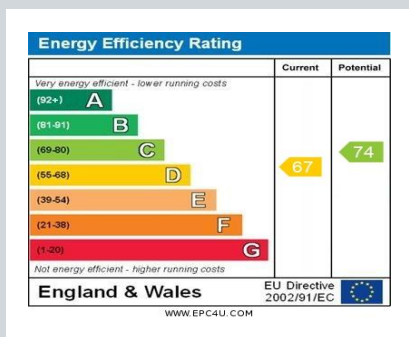 Energy Efficiency Rating
Current Potential
Very energy efficient - lower running costs
(92+) A
(81-91) B
(69-80) C
(55-68) D
(39-54) E
(21-38) F
(1-20) G
67
74
Not energy efficient - higher running costs
England & Wales
EU Directive
2002/91/EC
WWW.EPC4U.COM